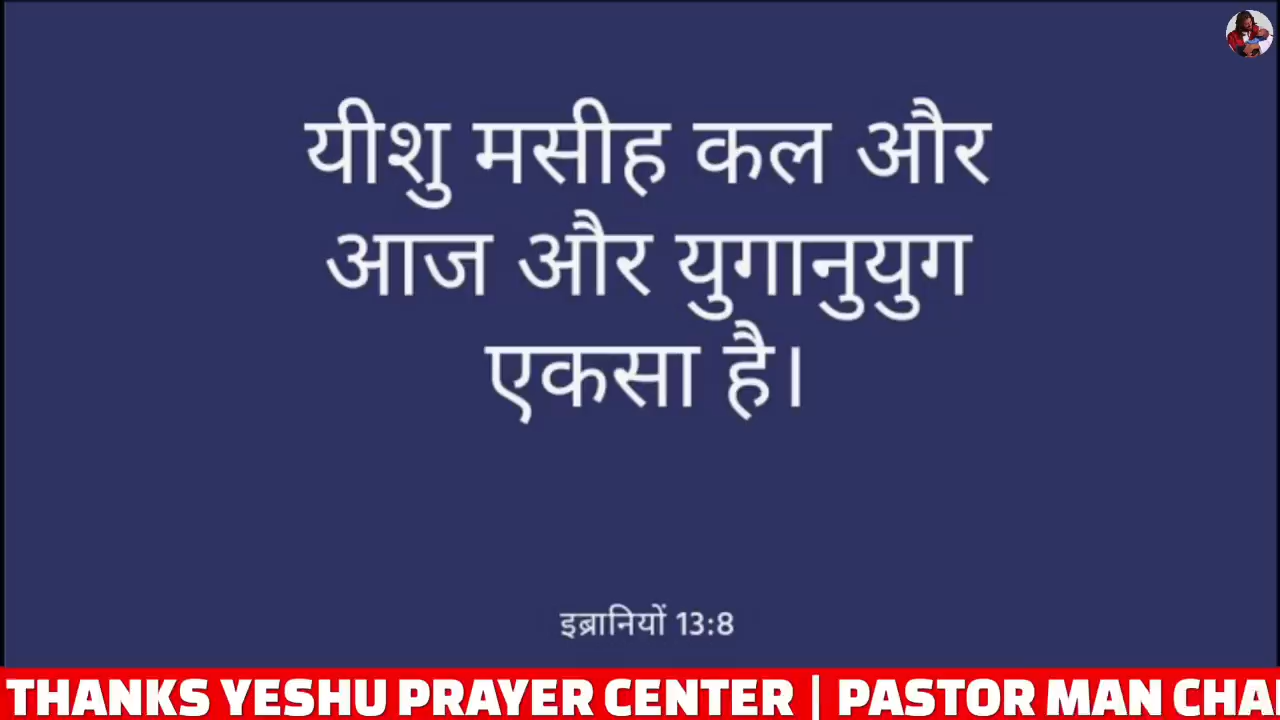 यीशु मसीह कल और
आज और युगानुयुग
एकसा है।
इब्रानियों 13:8
THANKS YESHU PRAYER CENTER | PASTOR MAN